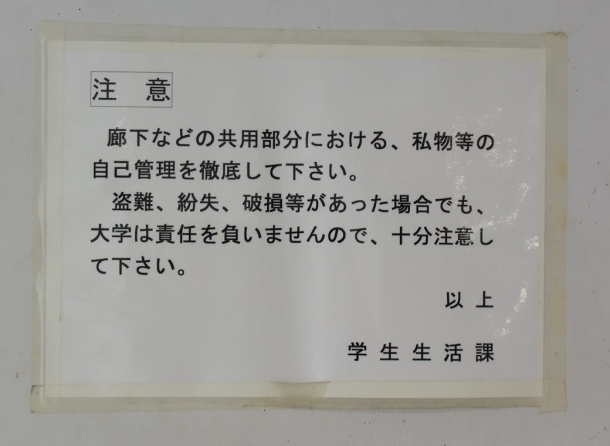 注　意
廊下などの共用部分における、私物等の
自己管理を徹底して下さい。
盗難、紛失、破損等があった場合でも、
大学は責任を負いませんので、十分注意し
て下さい。
以 上
学 生 生 活 課